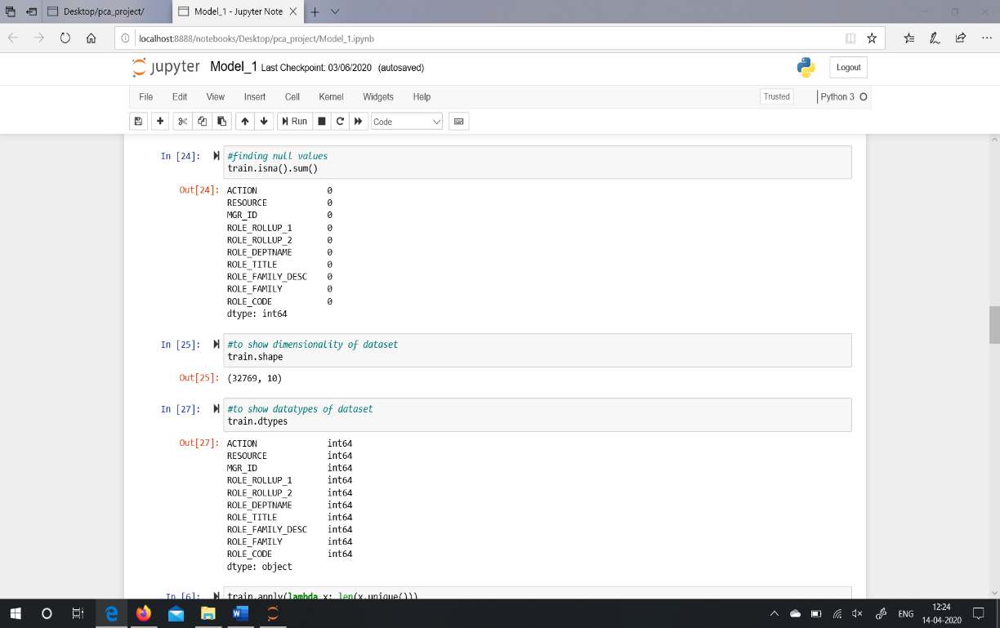 Desktop/pca_project/
Model_1 - Jupyter Note
localhost:8888/notebooks/Desktop/pca_project/Model_1.ipynb
jupyter Model_1 Last Checkpoint: 03/06/2020 (autosaved)
Logout
File Edit View Insert Cell Kernel Widgets Help
Trusted
Python 3
Run
Code
In [24]: #finding null values
train.isna().sum()
Out[24]: ACTION 0
RESOURCE 0
MGR_ID 0
ROLE_ROLLUP_1 0
ROLE_ROLLUP_2 0
ROLE_DEPTNAME 0
ROLE_TITLE 0
ROLE_FAMILY_DESC 0
ROLE_FAMILY 0
ROLE_CODE 0
dtype: int64
In [25]: #to show dimensionality of dataset
train.shape
Out[25]: (32769, 10)
In [27]: #to show datatypes of dataset
train.dtypes
Out[27]: ACTION int64
RESOURCE int64
MGR_ID int64
ROLE_ROLLUP_1 int64
ROLE_ROLLUP_2 int64
ROLE_DEPTNAME int64
ROLE_TITLE int64
ROLE_FAMILY_DESC int64
ROLE_FAMILY int64
ROLE_CODE int64
dtype: object
In [6]: train.apply(lambda x: len(x.unique()))
ENG
12:24
14-04-2020